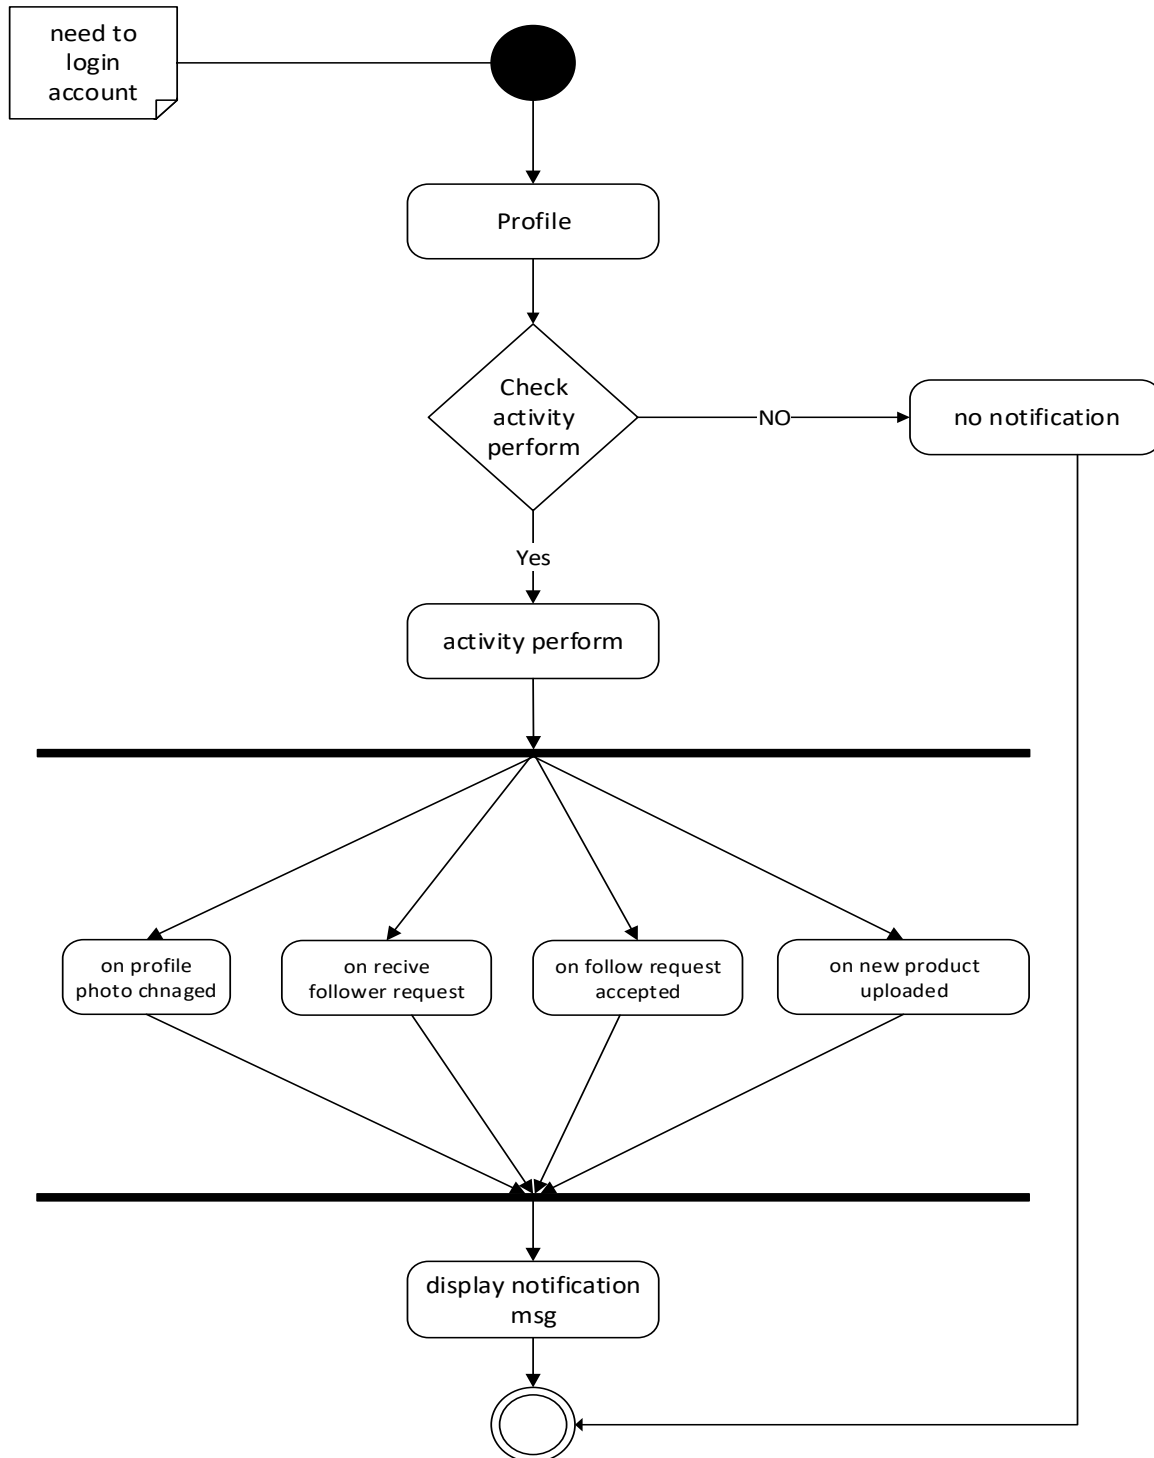 need to
login
account
Profile
Check
activity
perform
NO
no notification
Yes
activity perform
on profile
photo chnaged
on recive
follower request
on follow request
accepted
on new product
uploaded
display notification
msg